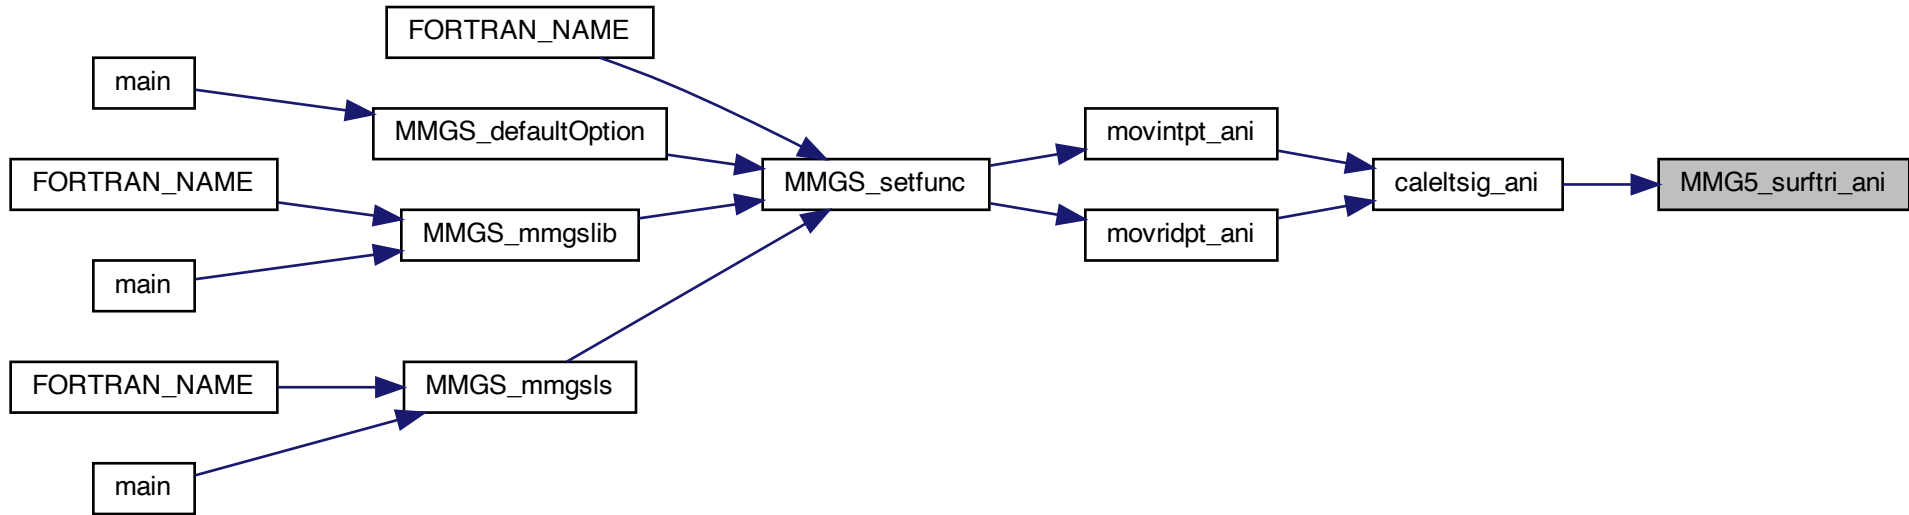 FORTRAN_NAME
main
MMGS_defaultOption
movintpt_ani
FORTRAN_NAME
MMGS_setfunc
caleltsig_ani
MMG5_surftri_ani
MMGS_mmgslib
movridpt_ani
main
FORTRAN_NAME
MMGS_mmgsls
main